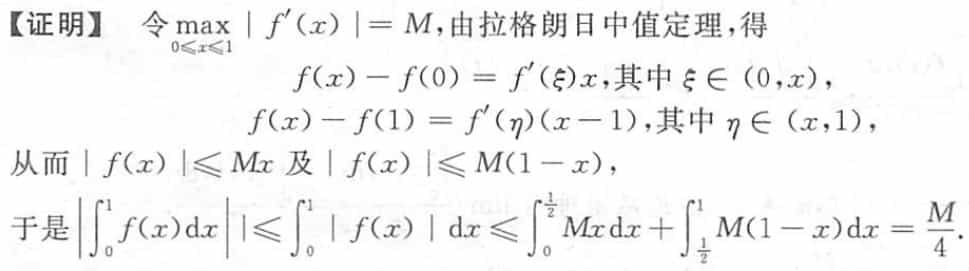 【证明】 令 max_{0≤x≤1} | f′(x) | = M,由拉格朗日中值定理,得
f(x) − f(0) = f′(ξ)x,其中 ξ ∈ (0,x),
f(x) − f(1) = f′(η)(x − 1),其中 η ∈ (x,1),
从而 | f(x) |≤ Mx 及 | f(x) |≤ M(1 − x),
于是 |∫_0^1 f(x)dx| |≤ ∫_0^1 | f(x) | dx ≤ ∫_0^{1/2} Mxdx + ∫_{1/2}^1 M(1 − x)dx = M/4.